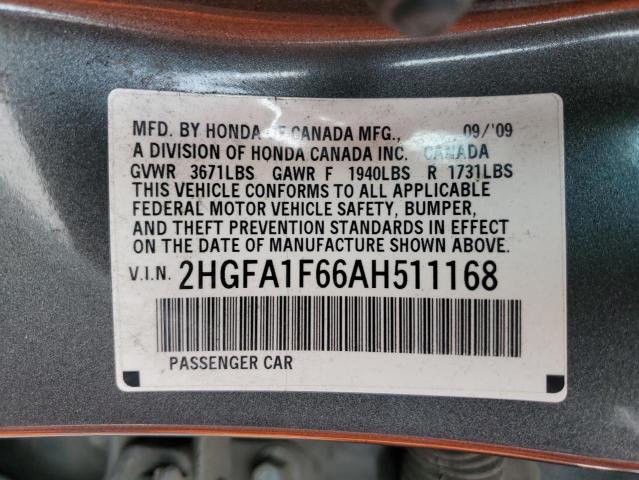 MFD. BY HONDA OF CANADA MFG., 09/'09
A DIVISION OF HONDA CANADA INC. CANADA
GVWR 3671LBS GAWR F 1940LBS R 1731LBS
THIS VEHICLE CONFORMS TO ALL APPLICABLE
FEDERAL MOTOR VEHICLE SAFETY, BUMPER,
AND THEFT PREVENTION STANDARDS IN EFFECT
ON THE DATE OF MANUFACTURE SHOWN ABOVE.
V.I.N. 2HGFA1F66AH511168
PASSENGER CAR